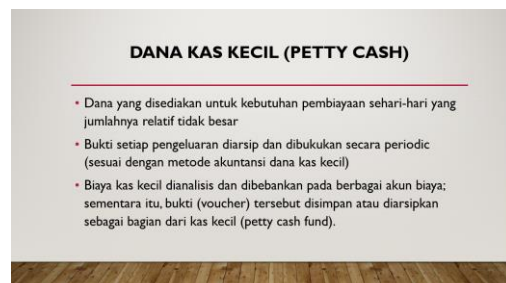 DANA KAS KECIL (PETTY CASH)
• Dana yang disediakan untuk kebutuhan pembiayaan sehari-hari yang
jumlahnya relatif tidak besar
• Bukti setiap pengeluaran diarsip dan dibukukan secara periodic
(sesuai dengan metode akuntansi dana kas kecil)
• Biaya kas kecil dianalisis dan dibebankan pada berbagai akun biaya;
sementara itu, bukti (voucher) tersebut disimpan atau diarsipkan
sebagai bagian dari kas kecil (petty cash fund).